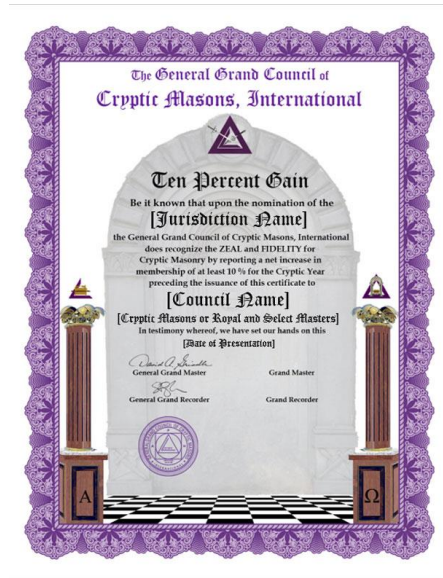 The General Grand Council of
Cryptic Masons, International
Ten Percent Gain
Be it known that upon the nomination of the
[Jurisdiction Name]
the General Grand Council of Cryptic Masons, International
does recognize the ZEAL and FIDELITY for
Cryptic Masonry by reporting a net increase in
membership of at least 10 % for the Cryptic Year
preceding the issuance of this certificate to
[Council Name]
[Cryptic Masons or Royal and Select Masters]
In testimony whereof, we have set our hands on this
[Date of Presentation]
General Grand Master Grand Master
General Grand Recorder Grand Recorder
A Ω